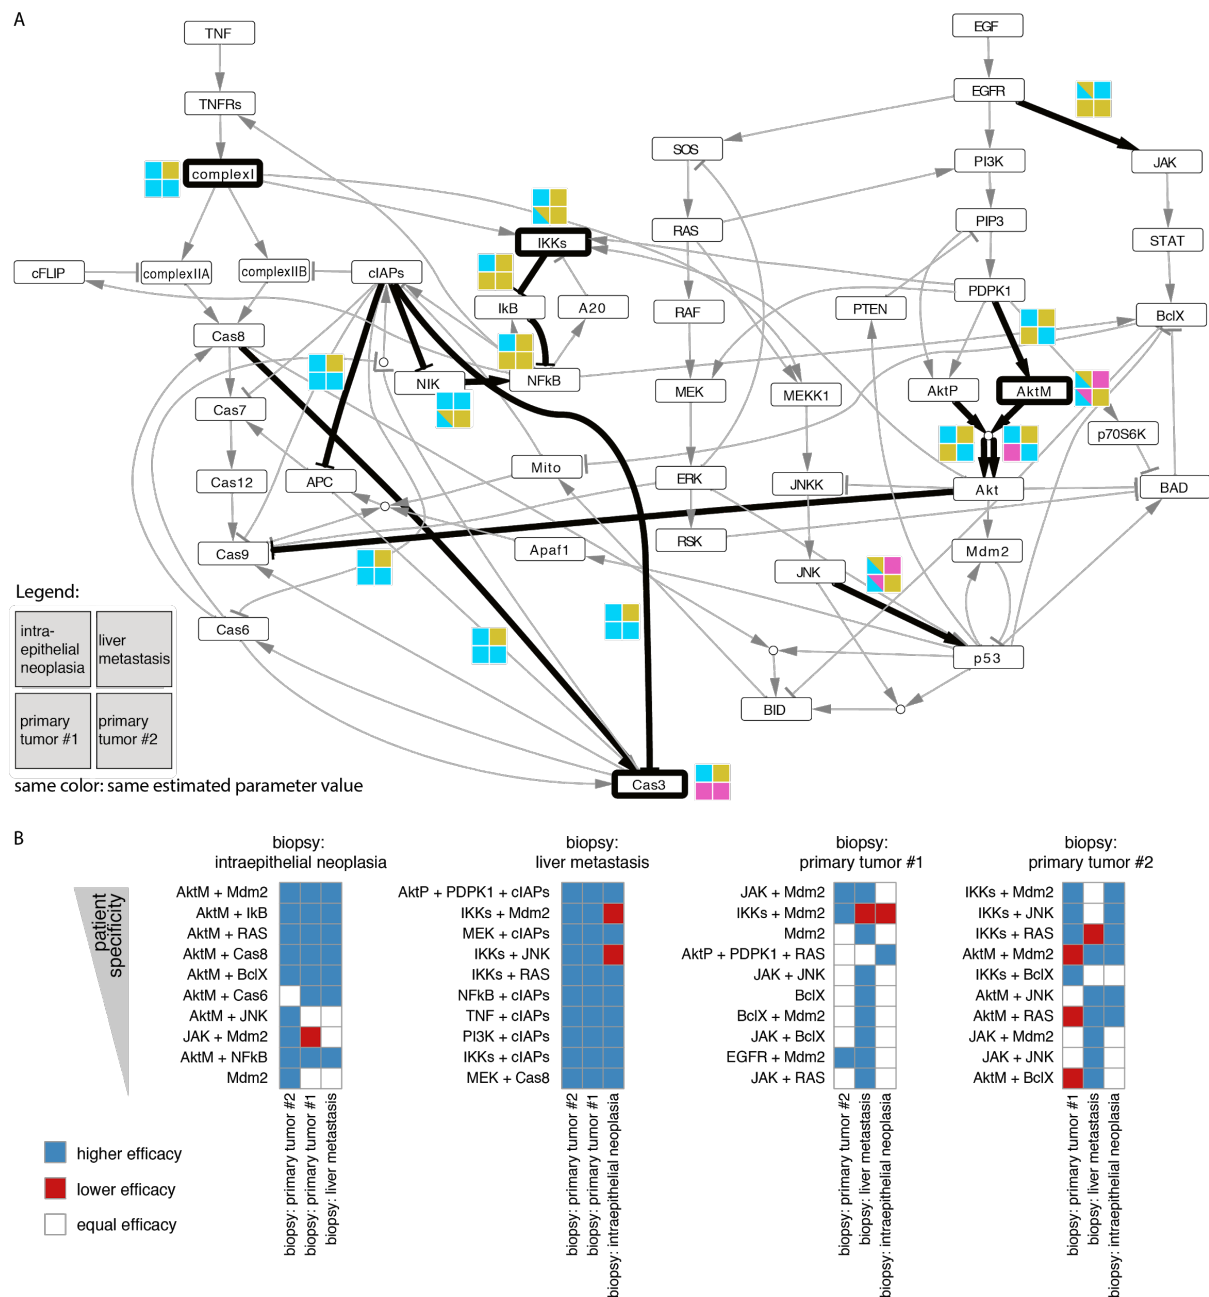 A
TNF
EGF
TNFRs
EGFR
SOS
PI3K
JAK
complexI
RAS
PIP3
STAT
IKKs
cFLIP
complexIIA
complexIIB
cIAPs
PDPK1
IkB
A20
RAF
PTEN
BclX
Cas8
NIK
NFkB
MEK
MEKK1
AktP
AktM
Cas7
p70S6K
Cas12
APC
Mito
ERK
JNKK
Akt
BAD
Cas9
Apaf1
RSK
Mdm2
JNK
Legend:
intra-
epithelial
neoplasia
liver
metastasis
primary
tumor #1
primary
tumor #2
same color: same estimated parameter value
Cas6
p53
BID
Cas3
B
patient
specificity
biopsy:
intraepithelial neoplasia
AktM + Mdm2
AktM + IkB
AktM + RAS
AktM + Cas8
AktM + BclX
AktM + Cas6
AktM + JNK
JAK + Mdm2
AktM + NFkB
Mdm2
biopsy: primary tumor #2
biopsy: primary tumor #1
biopsy: liver metastasis
biopsy:
liver metastasis
AktP + PDPK1 + cIAPs
IKKs + Mdm2
MEK + cIAPs
IKKs + JNK
IKKs + RAS
NFkB + cIAPs
TNF + cIAPs
PI3K + cIAPs
IKKs + cIAPs
MEK + Cas8
biopsy: primary tumor #2
biopsy: primary tumor #1
biopsy: intraepithelial neoplasia
biopsy:
primary tumor #1
JAK + Mdm2
IKKs + Mdm2
Mdm2
AktP + PDPK1 + RAS
JAK + JNK
BclX
BclX + Mdm2
JAK + BclX
EGFR + Mdm2
JAK + RAS
biopsy: primary tumor #2
biopsy: liver metastasis
biopsy: intraepithelial neoplasia
biopsy:
primary tumor #2
IKKs + Mdm2
IKKs + JNK
IKKs + RAS
AktM + Mdm2
IKKs + BclX
AktM + JNK
AktM + RAS
JAK + Mdm2
JAK + JNK
AktM + BclX
biopsy: primary tumor #1
biopsy: liver metastasis
biopsy: intraepithelial neoplasia
higher efficacy
lower efficacy
equal efficacy